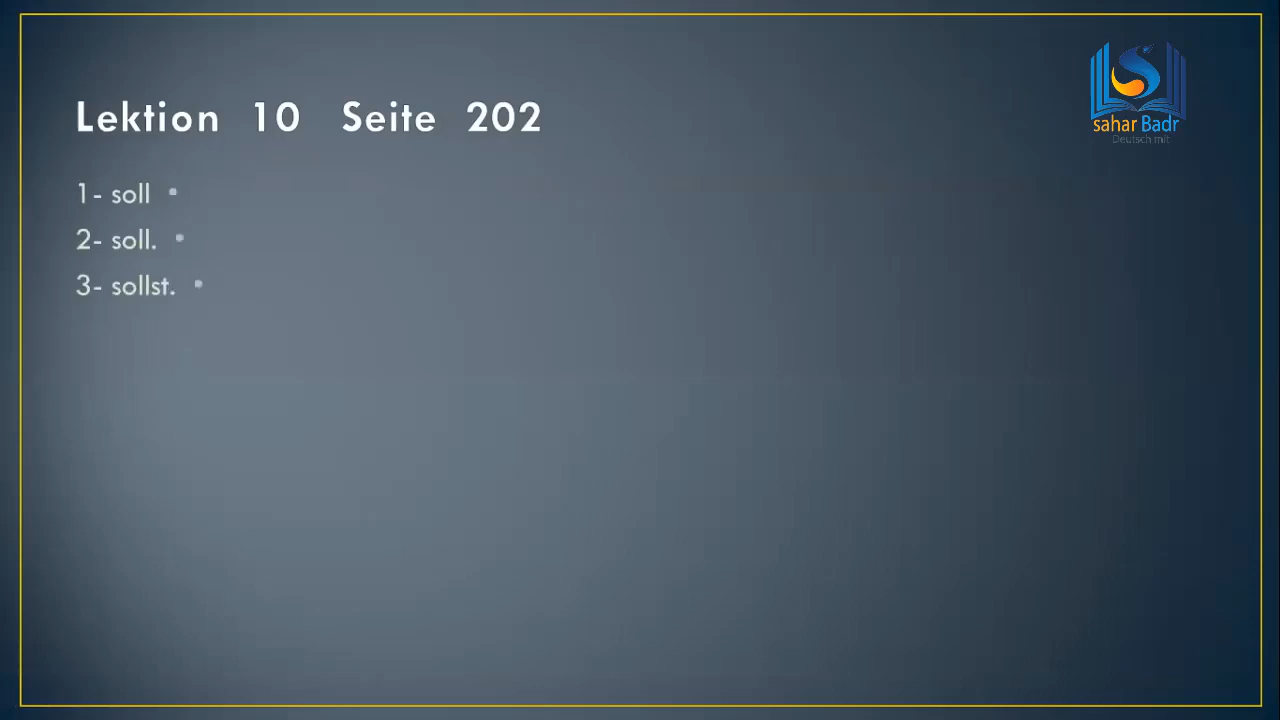 sahar Badr
Deutsch mit
Lektion 10 Seite 202
1- soll •
2- soll. •
3- sollst. •